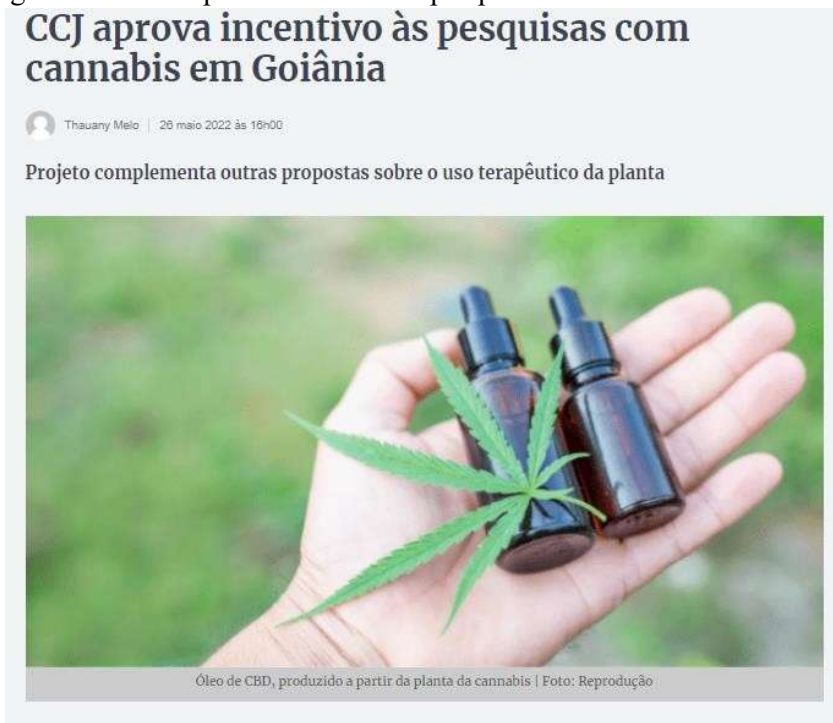 CCJ aprova incentivo às pesquisas com
cannabis em Goiânia
Thauany Melo | 26 maio 2022 às 16h00
Projeto complementa outras propostas sobre o uso terapêutico da planta
Óleo de CBD, produzido a partir da planta da cannabis | Foto: Reprodução